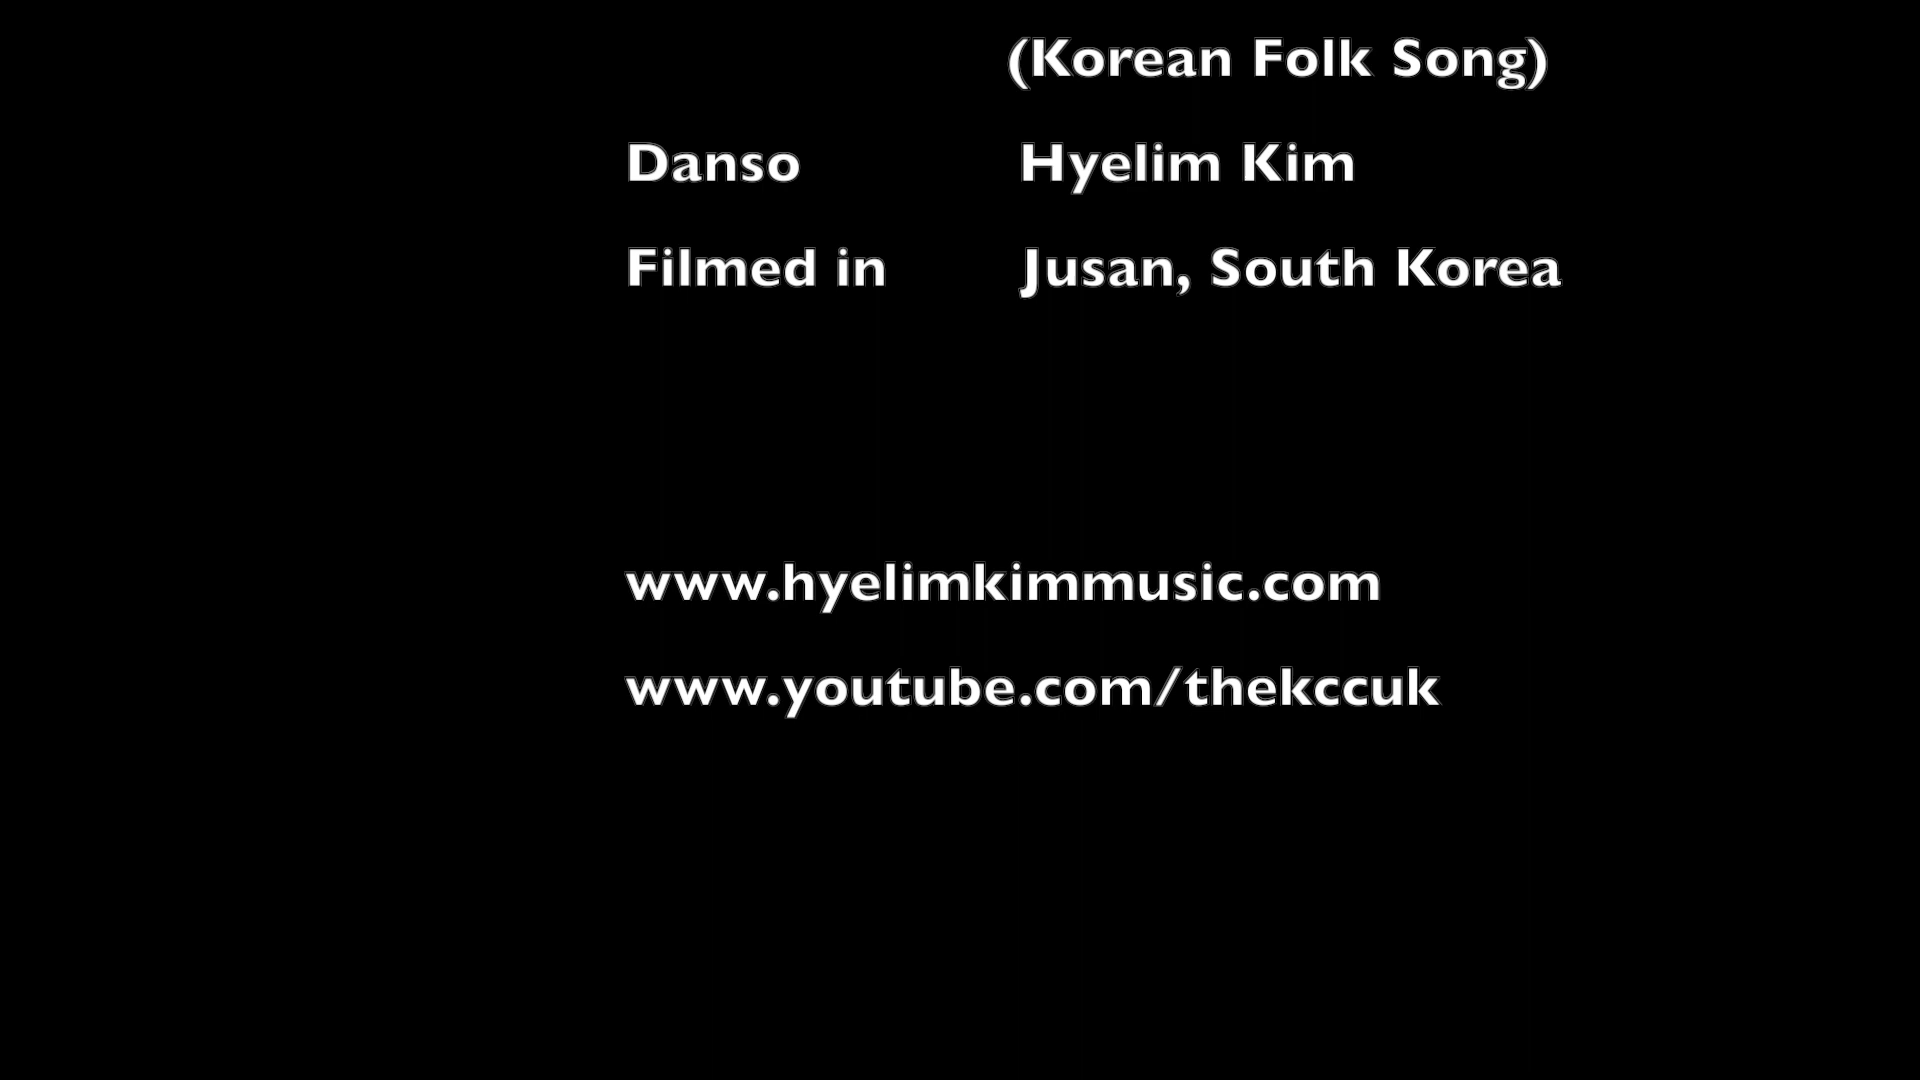 (Korean Folk Song)
Danso Hyelim Kim
Filmed in Jusan, South Korea
www.hyelimkimmusic.com
www.youtube.com/thekccuk